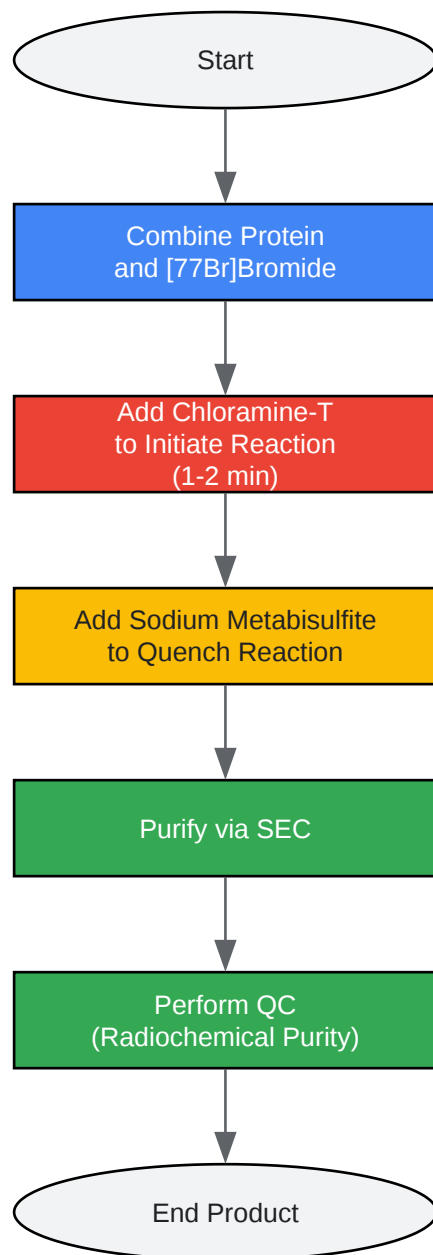 Start
Combine Protein
and [77Br]Bromide
Add Chloramine-T
to Initiate Reaction
(1-2 min)
Add Sodium Metabisulfite
to Quench Reaction
Purify via SEC
Perform QC
(Radiochemical Purity)
End Product